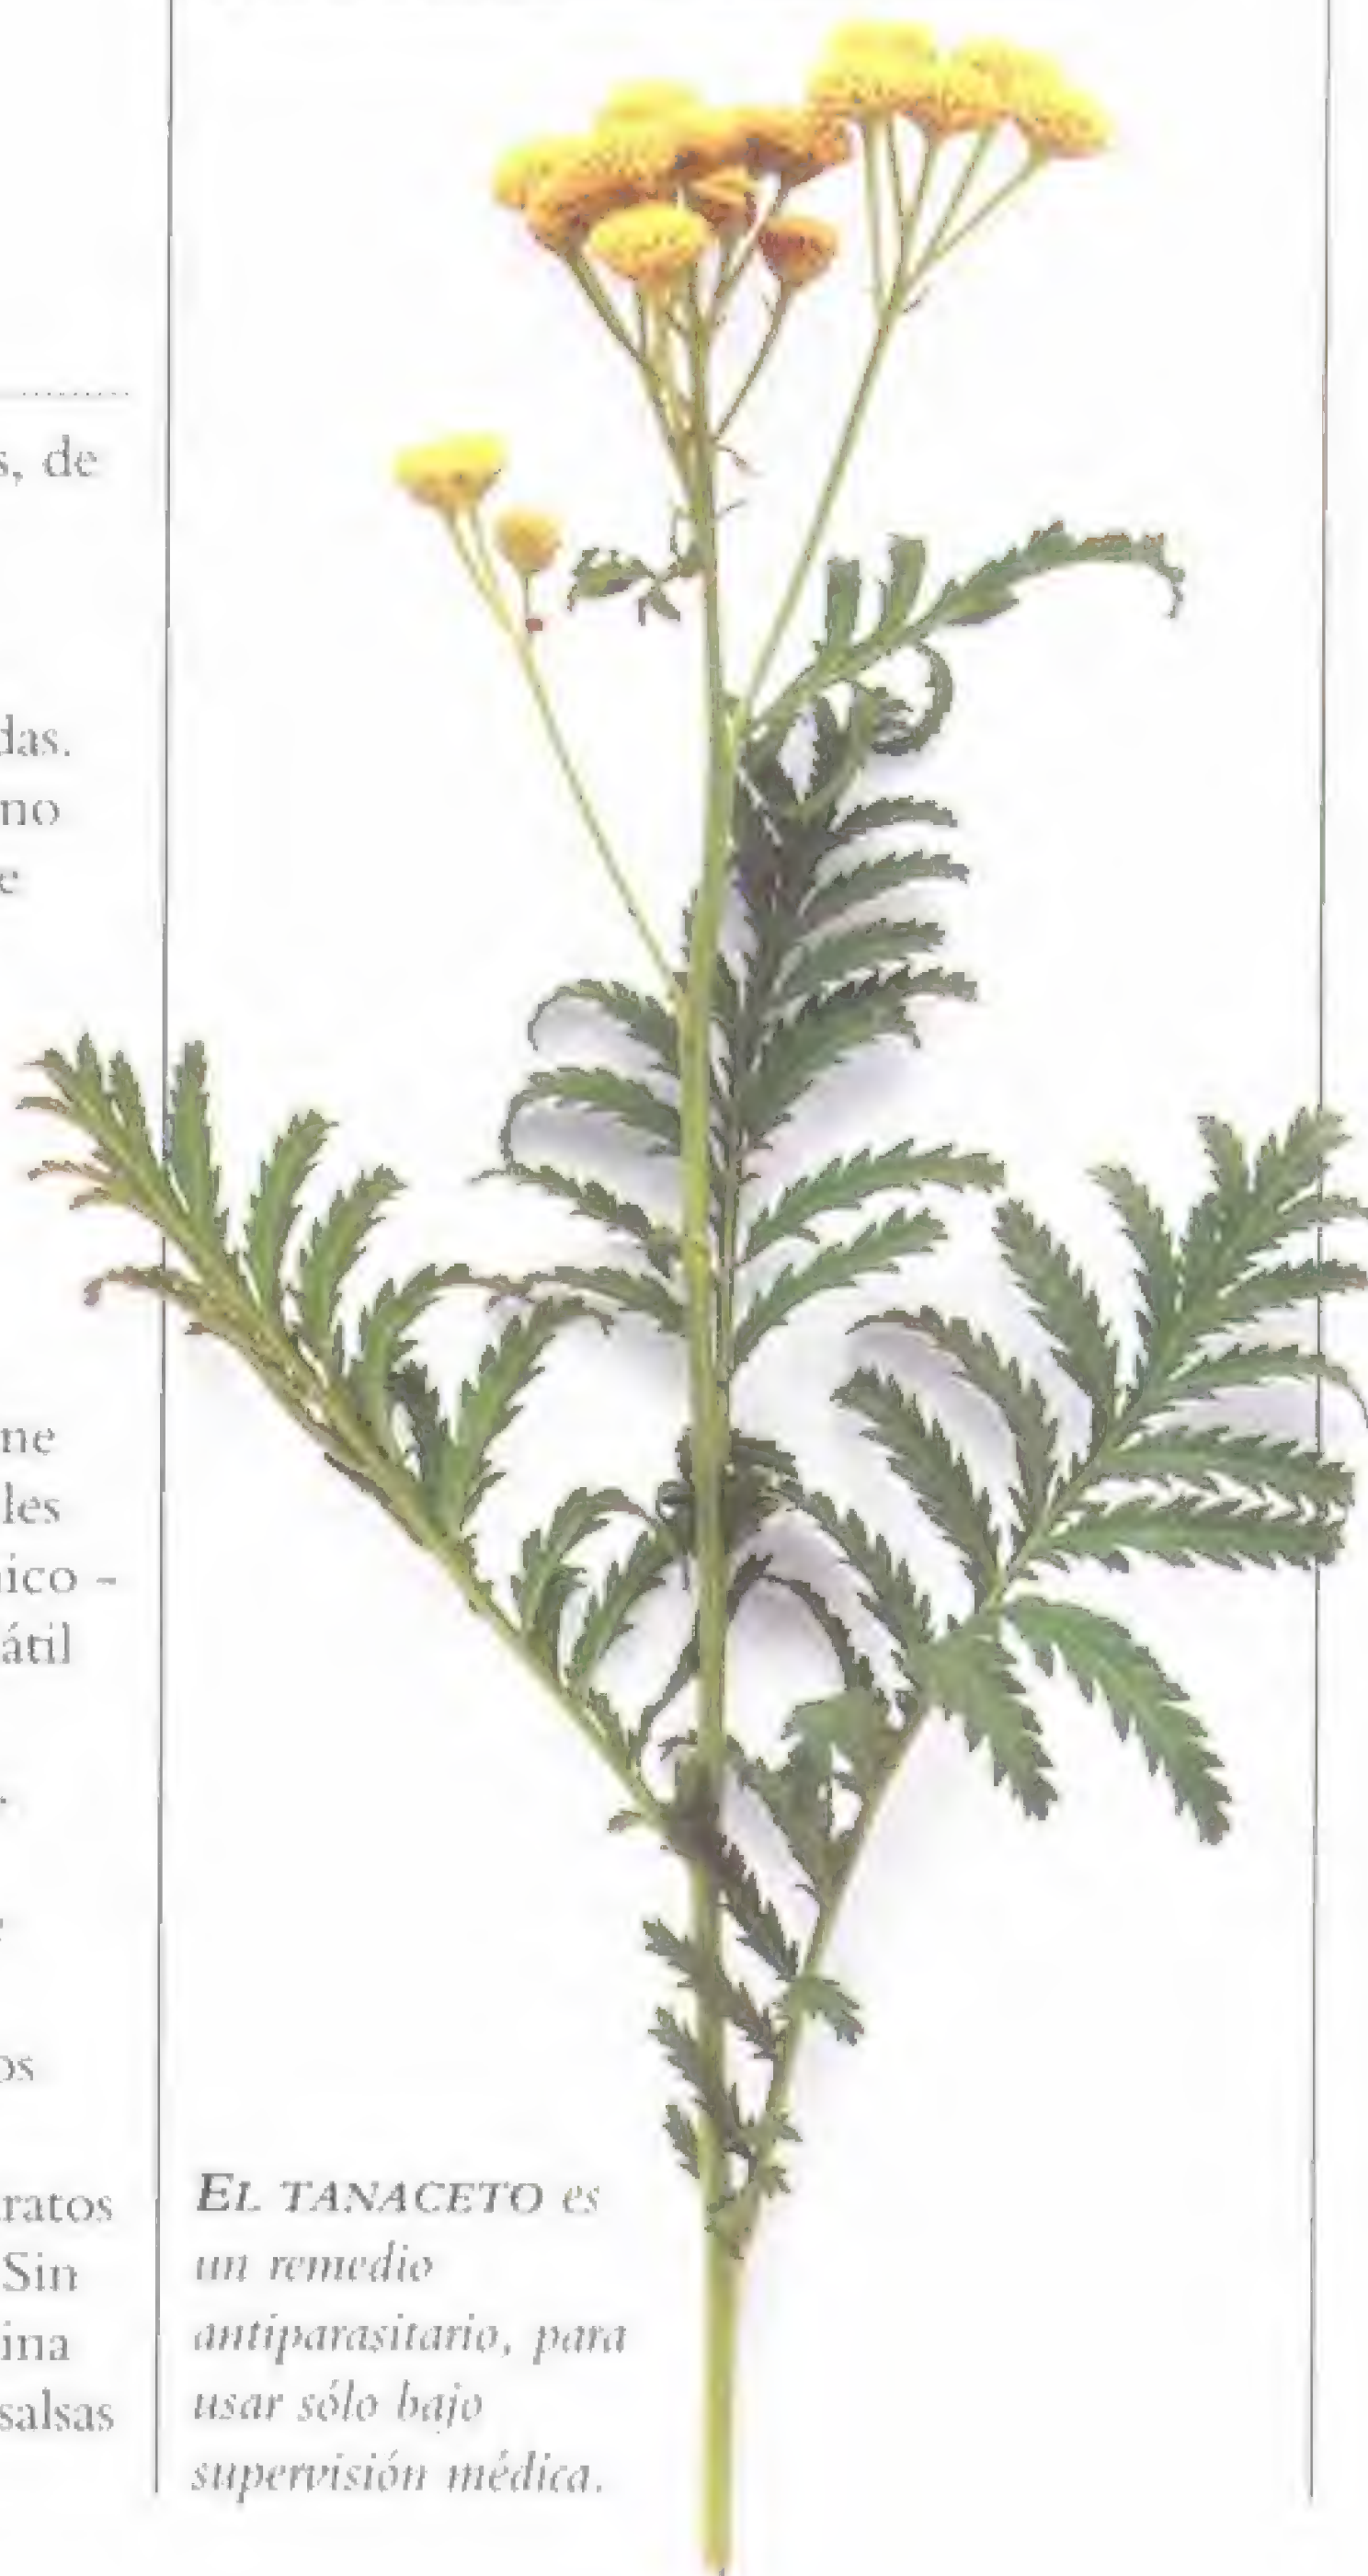 s, de
das.
no
e
ne
les
ico -
átil
os
ratos
Sin
ina
salsas
EL TANACETO es
un remedio
antiparasitario, para
usar sólo bajo
supervisión médica.